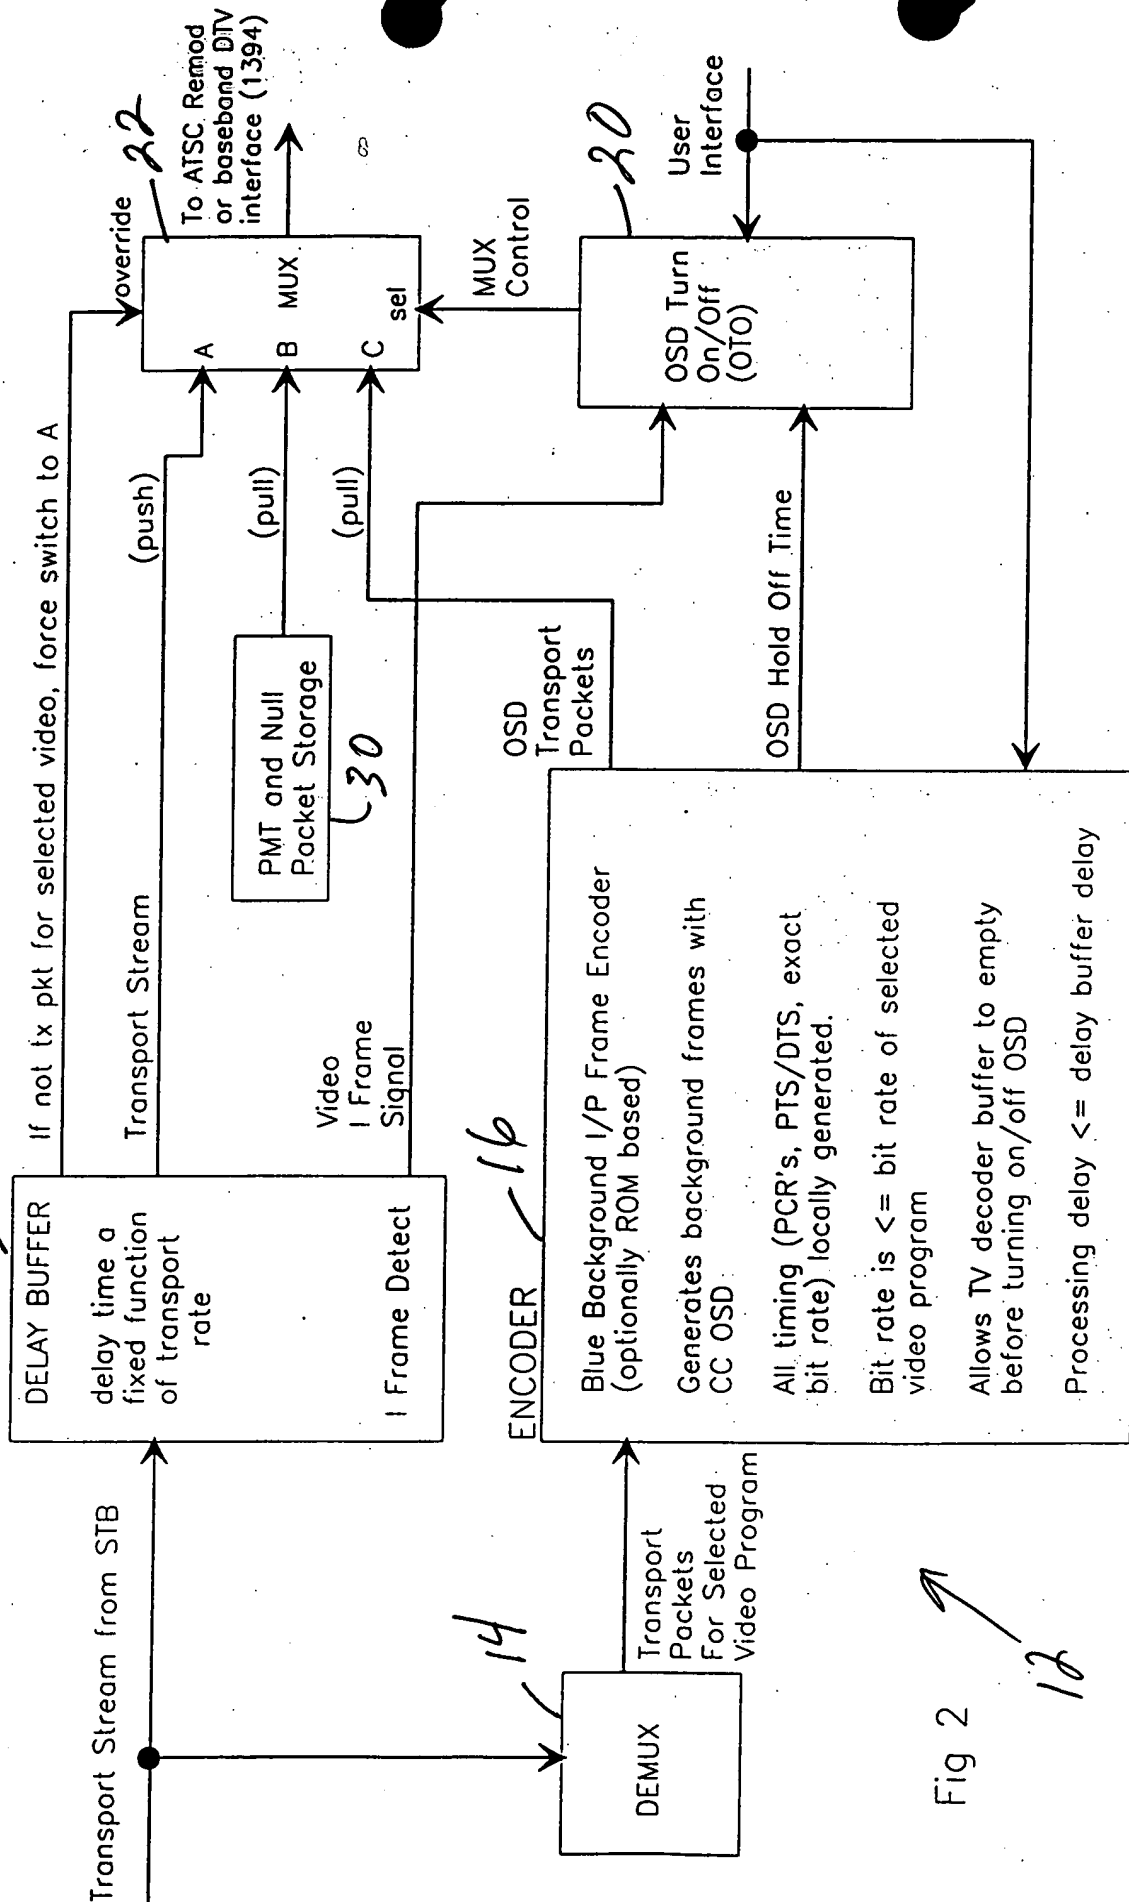 Transport Stream from STB
DELAY BUFFER
delay time a
fixed function
of transport
rate
I Frame Detect
If not tx pkt for selected video, force switch to A
Transport Stream
(push)
Video
I Frame
Signal
PMT and Null
Packet Storage
30
(pull)
(pull)
override
22
A
B
C
MUX
sel
To ATSC Remod
or baseband DTV
interface (1394)
MUX
Control
20
OSD Turn
On/Off
(OTO)
User
Interface
14
DEMUX
Transport
Packets
For Selected
Video Program
ENCODER
16
Blue Background I/P Frame Encoder
(optionally ROM based)
Generates background frames with
CC OSD
All timing (PCR's, PTS/DTS, exact
bit rate) locally generated.
Bit rate is <= bit rate of selected
video program
Allows TV decoder buffer to empty
before turning on/off OSD
Processing delay <= delay buffer delay
OSD
Transport
Packets
OSD Hold Off Time
Fig 2
12